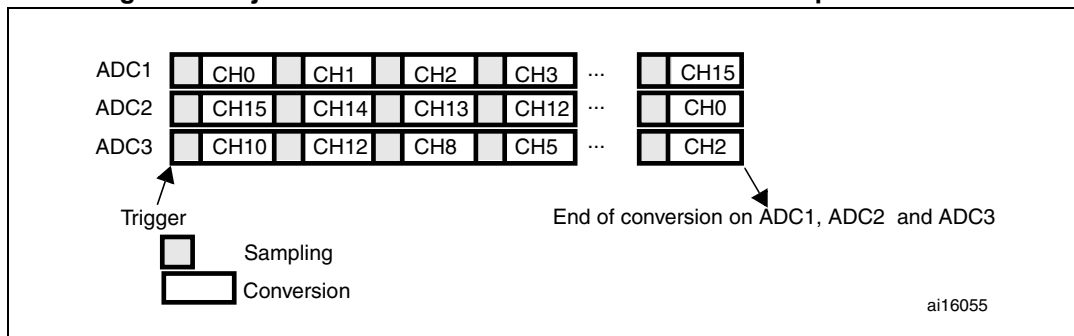 ADC1 CH0 CH1 CH2 CH3 ... CH15
ADC2 CH15 CH14 CH13 CH12 ... CH0
ADC3 CH10 CH12 CH8 CH5 ... CH2
Trigger
End of conversion on ADC1, ADC2 and ADC3
Sampling
Conversion
ai16055